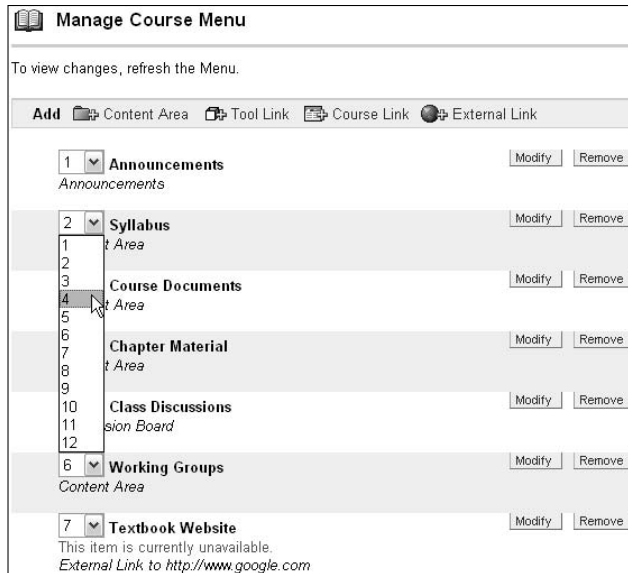 Manage Course Menu
To view changes, refresh the Menu.
Add Content Area Tool Link Course Link External Link
1 Announcements Modify Remove
Announcements
2 Syllabus Modify Remove
1 t Area
2
3 Course Documents Modify Remove
4 t Area
5
6 Chapter Material Modify Remove
7
8 t Area
9
10 Class Discussions Modify Remove
11 sion Board
12
6 Working Groups Modify Remove
Content Area
7 Textbook Website Modify Remove
This item is currently unavailable.
External Link to http://www.google.com